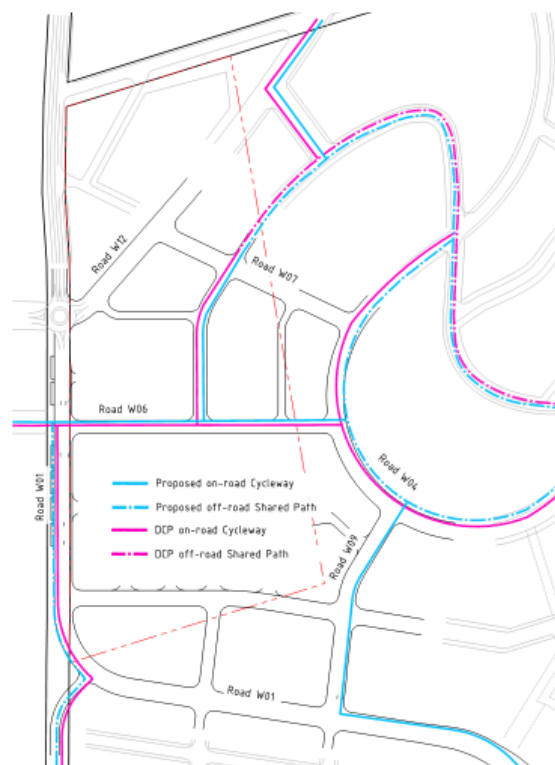 Road W12
Road W07
Road W06
Road W04
Proposed on-road Cycleway
Proposed off-road Shared Path
DCP on-road Cycleway
DCP off-road Shared Path
Road W01
Road W09
Road W01